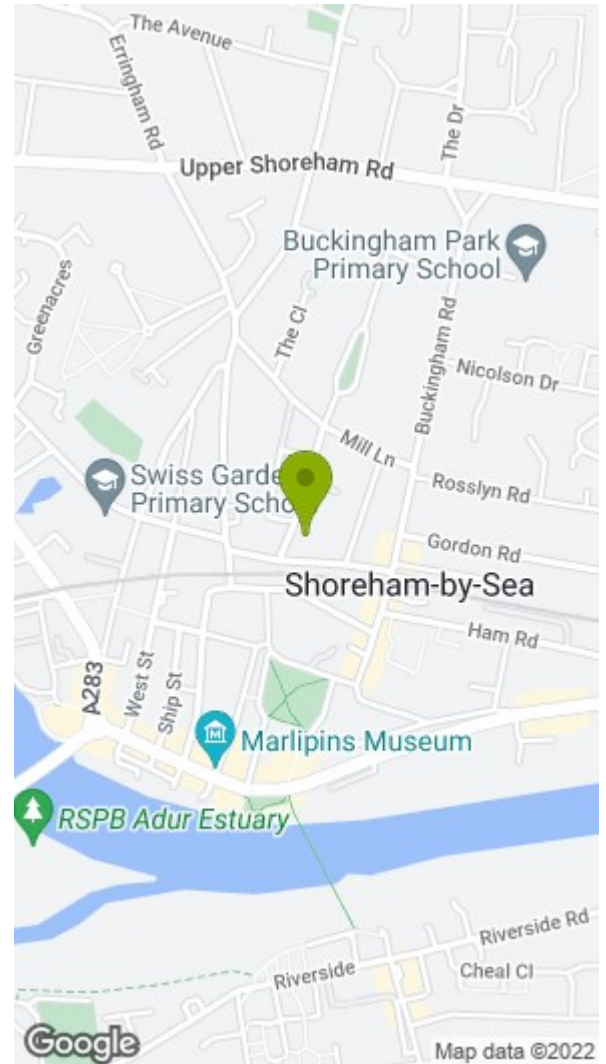 The Avenue
Erringham Rd
The Dr
Upper Shoreham Rd
Buckingham Park
Primary School
Greenacres
The Cl
Buckingham Rd
Nicolson Dr
Mill Ln
Swiss Garde
Primary Scho
Rosslyn Rd
Gordon Rd
Shoreham-by-Sea
Ham Rd
A283
West St
Ship St
Marlipins Museum
RSPB Adur Estuary
Riverside Rd
Riverside
Cheal Cl
Google
Map data ©2022